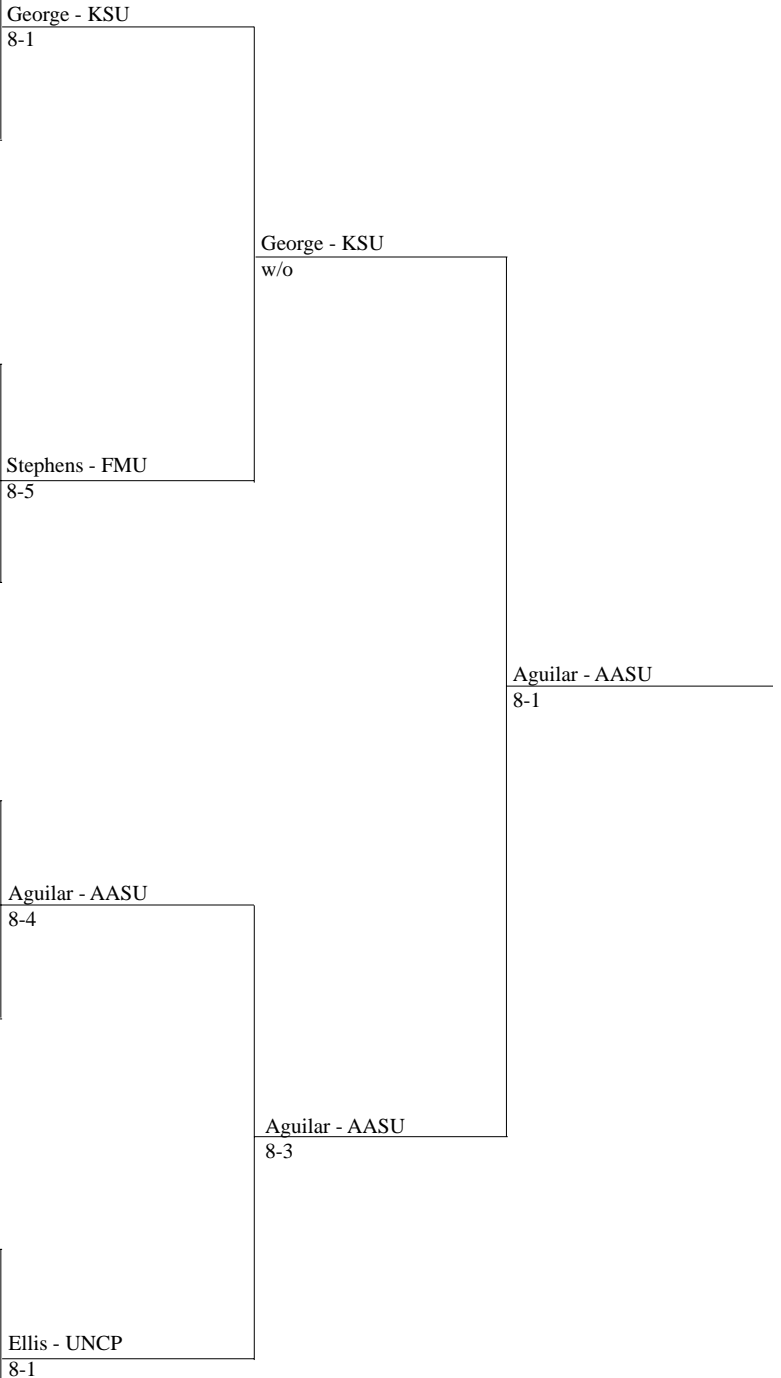 George - KSU
8-1
George - KSU
w/o
Stephens - FMU
8-5
Aguilar - AASU
8-1
Aguilar - AASU
8-4
Aguilar - AASU
8-3
Ellis - UNCP
8-1